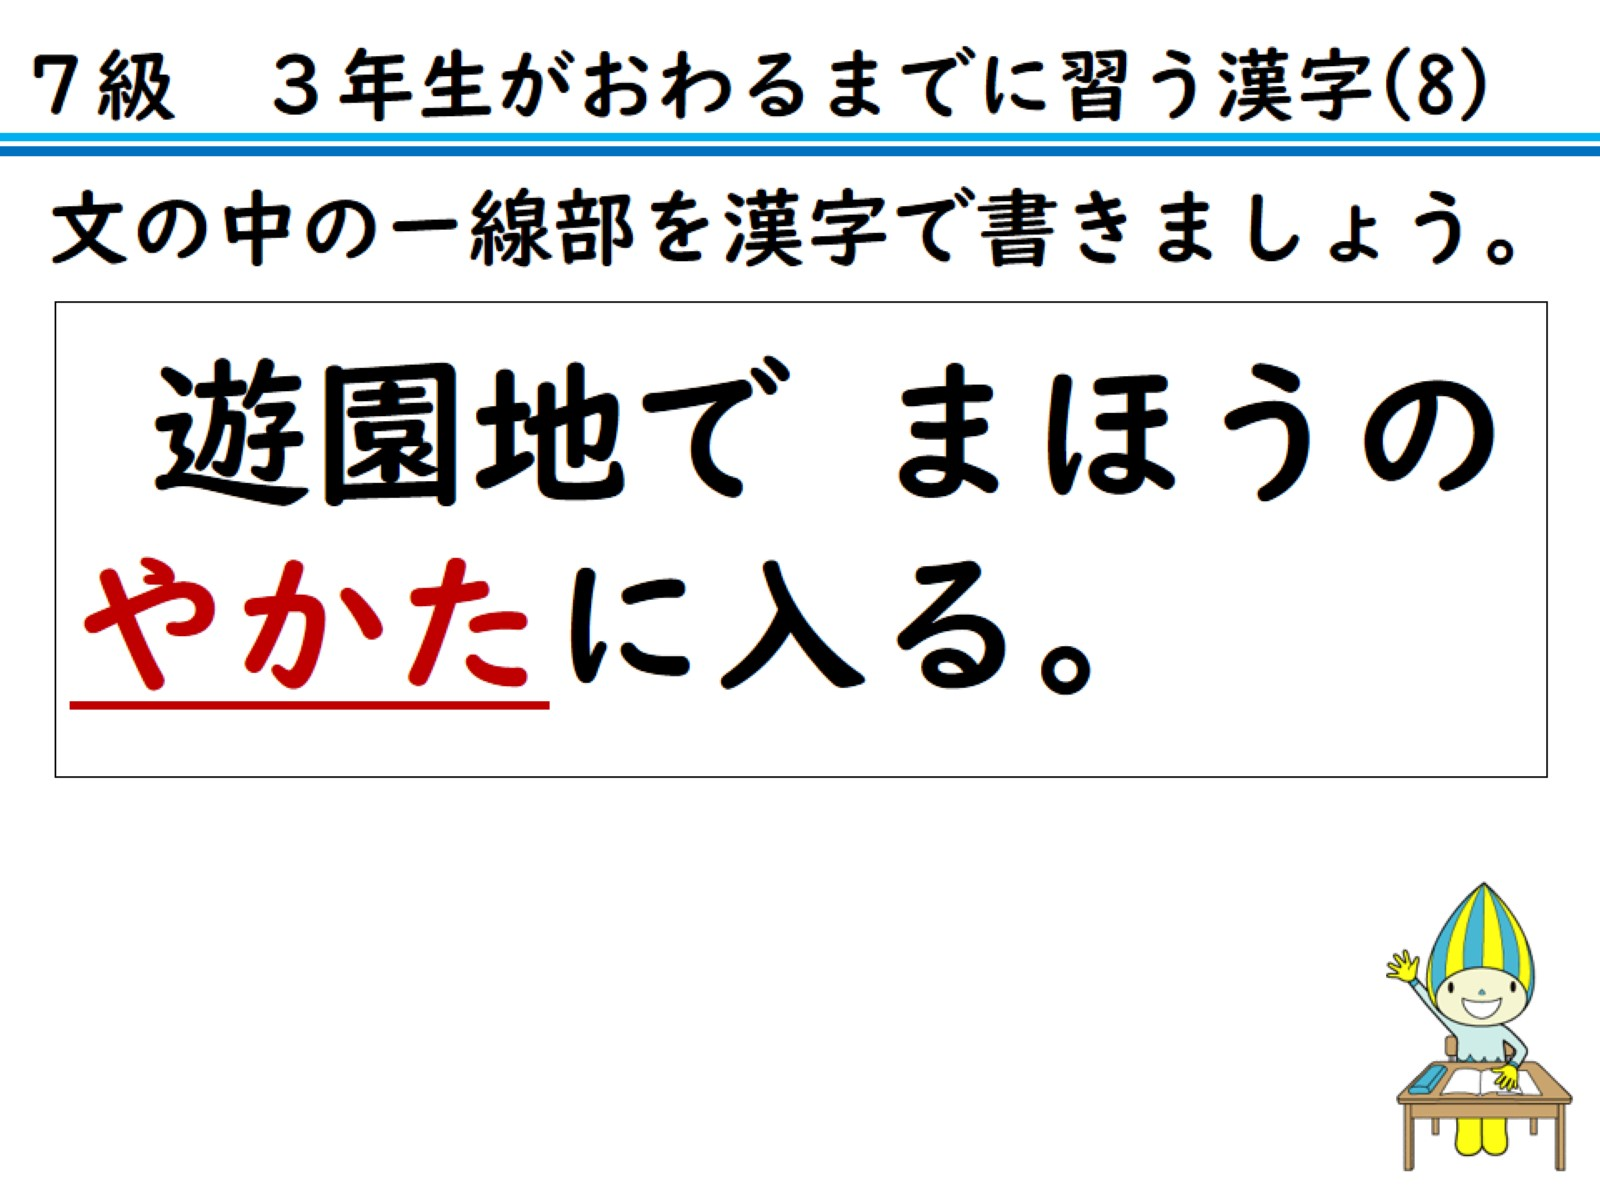 ７級　３年生がおわるまでに習う漢字(8)
文の中の一線部を漢字で書きましょう。
遊園地で まほうの
やかたに入る。